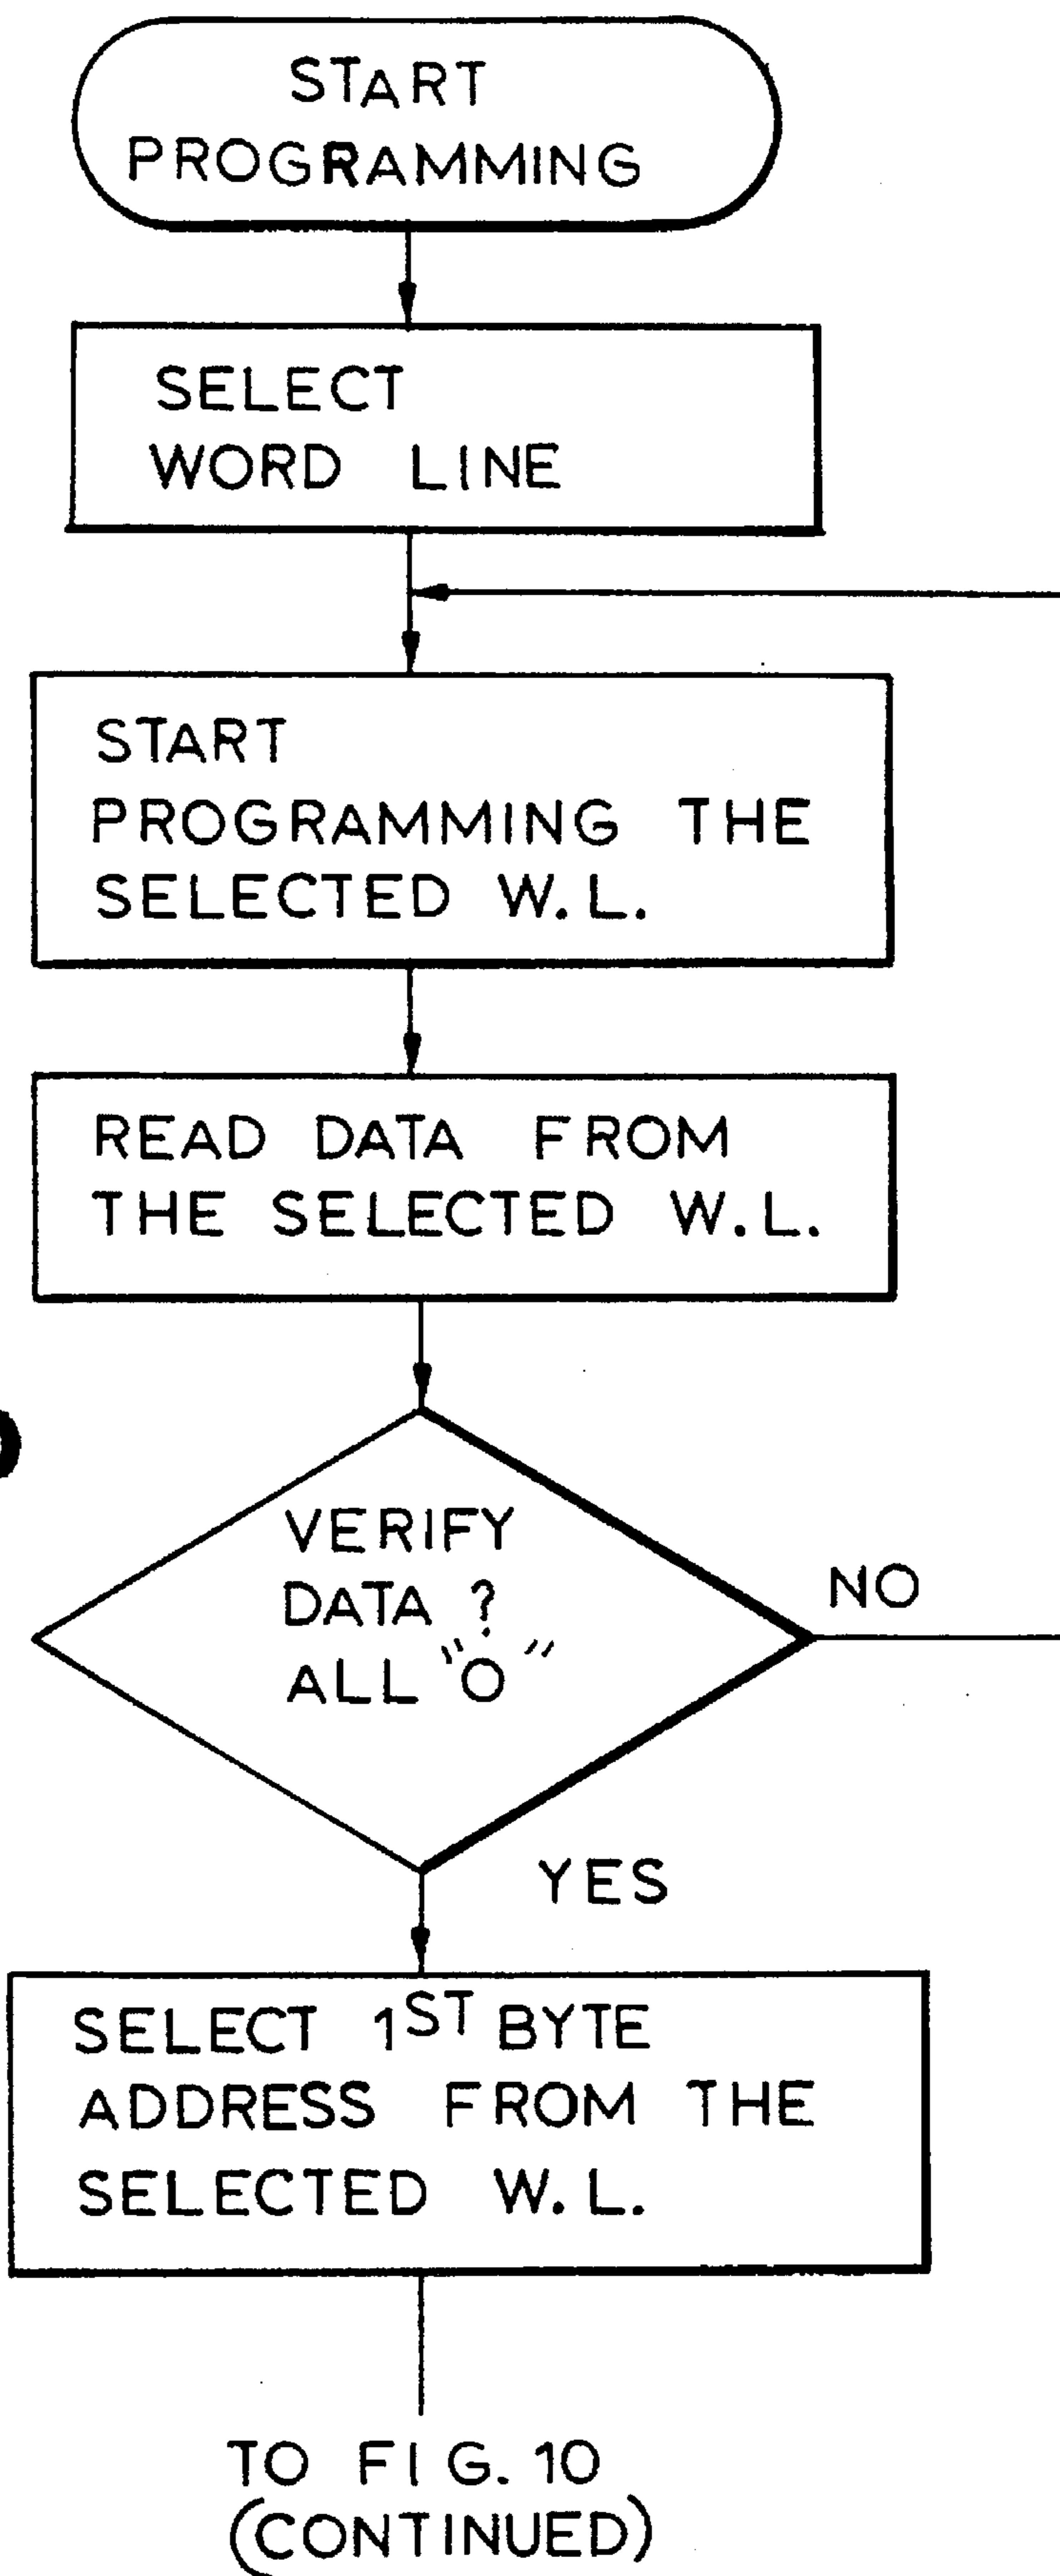 START
PROGRAMMING
SELECT
WORD LINE
START
PROGRAMMING THE
SELECTED W.L.
READ DATA FROM
THE SELECTED W.L.
VERIFY
DATA ?
ALL "0"
NO
YES
SELECT 1ST BYTE
ADDRESS FROM THE
SELECTED W.L.
TO FIG. 10
(CONTINUED)